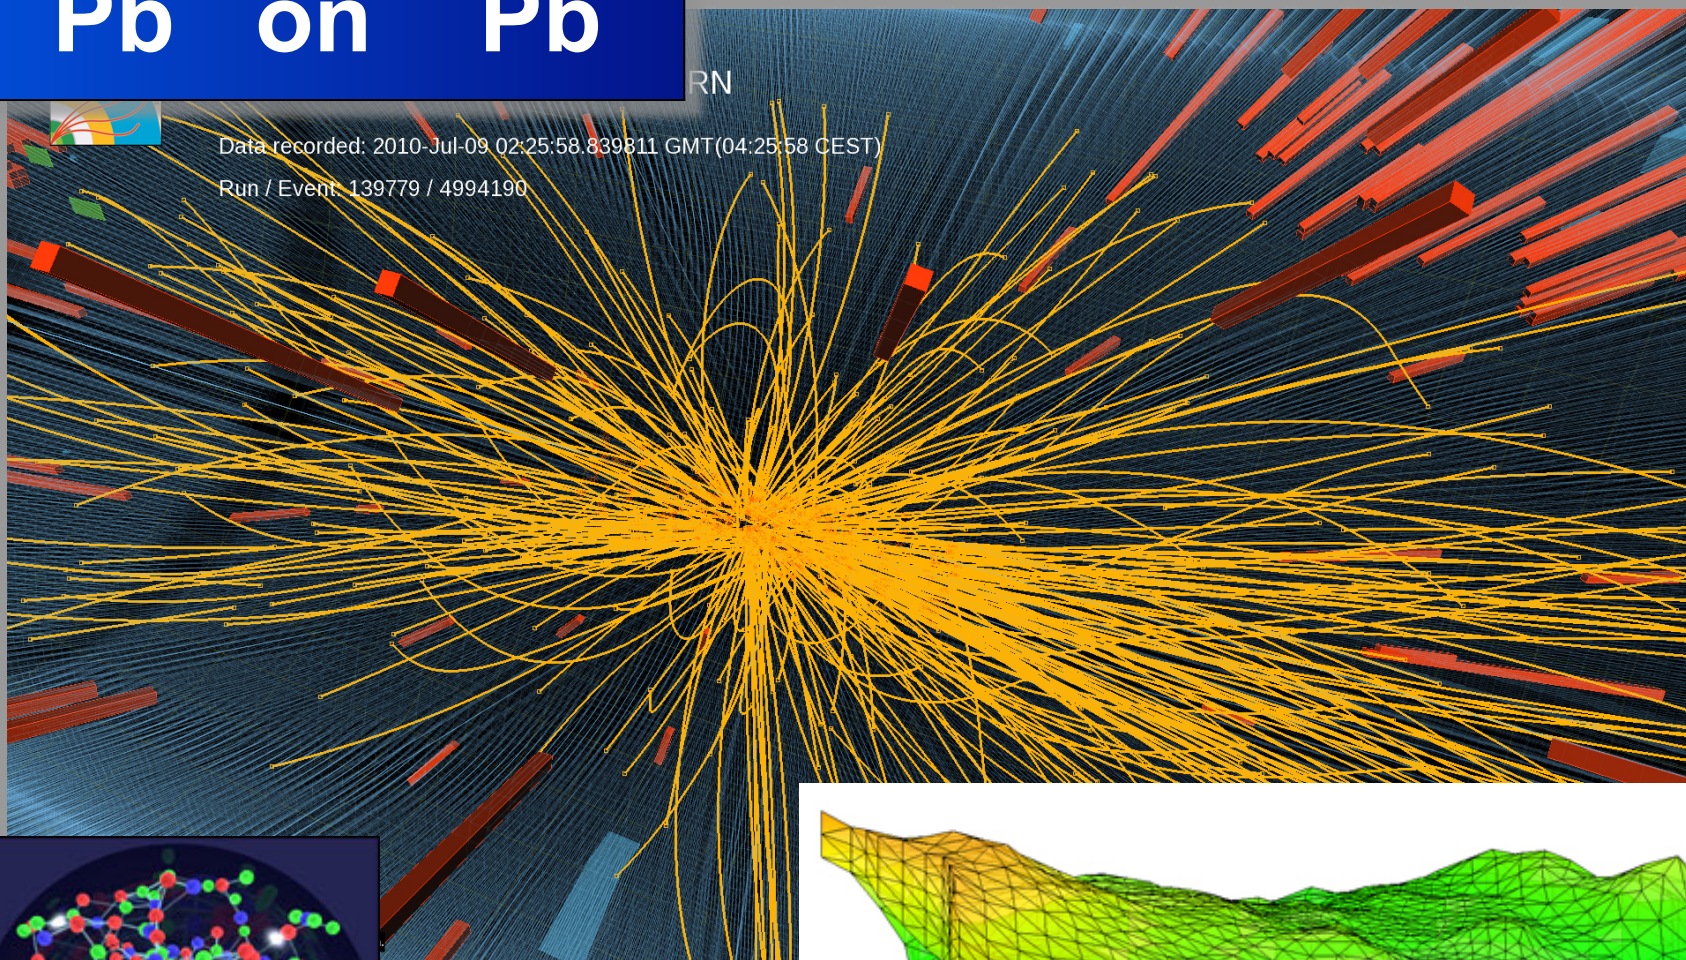 Pb on Pb
RN
Data recorded: 2010-Jul-09 02:25:58.839811 GMT(04:25:58 CEST)
Run / Event: 139779 / 4994190